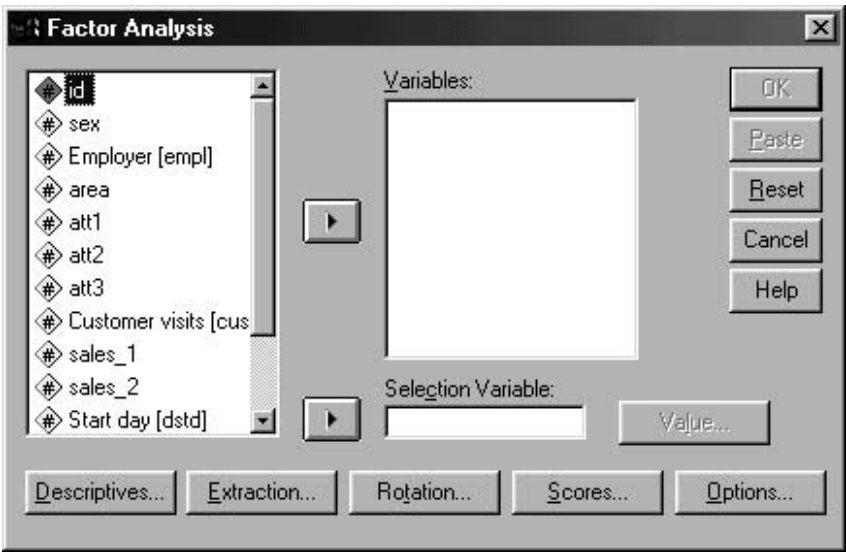 Factor Analysis
id
sex
Employer [empl]
area
att1
att2
att3
Customer visits [cus
sales_1
sales_2
Start day [dstd]
Variables:
Selection Variable:
OK
Paste
Reset
Cancel
Help
Value...
Descriptives...
Extraction...
Rotation...
Scores...
Options...